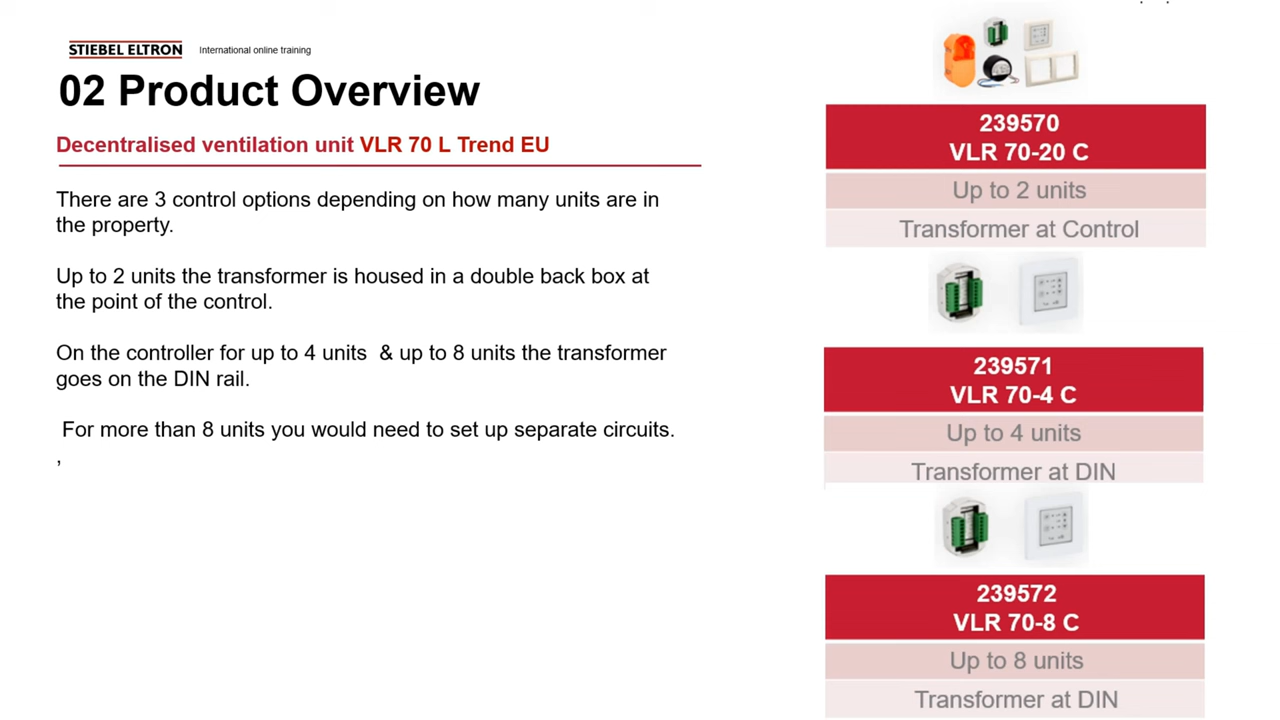 STIEBEL ELTRON International online training
02 Product Overview
Decentralised ventilation unit VLR 70 L Trend EU
There are 3 control options depending on how many units are in
the property.
Up to 2 units the transformer is housed in a double back box at
the point of the control.
On the controller for up to 4 units & up to 8 units the transformer
goes on the DIN rail.
For more than 8 units you would need to set up separate circuits.
,
239570
VLR 70-20 C
Up to 2 units
Transformer at Control
239571
VLR 70-4 C
Up to 4 units
Transformer at DIN
239572
VLR 70-8 C
Up to 8 units
Transformer at DIN